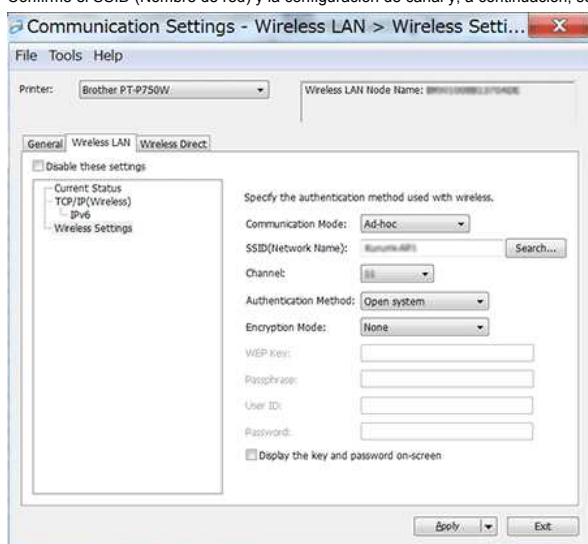 Communication Settings - Wireless LAN > Wireless Setti...
File Tools Help
Printer: Brother PT-P750W
Wireless LAN Node Name:
General Wireless LAN Wireless Direct
Disable these settings
Current Status
TCP/IP(Wireless)
IPv6
Wireless Settings
Specify the authentication method used with wireless.
Communication Mode: Ad-hoc
SSID(Network Name): Search...
Channel:
Authentication Method: Open system
Encryption Mode: None
WEP Key:
Passphrase:
User ID:
Password:
Display the key and password on-screen
Apply Exit